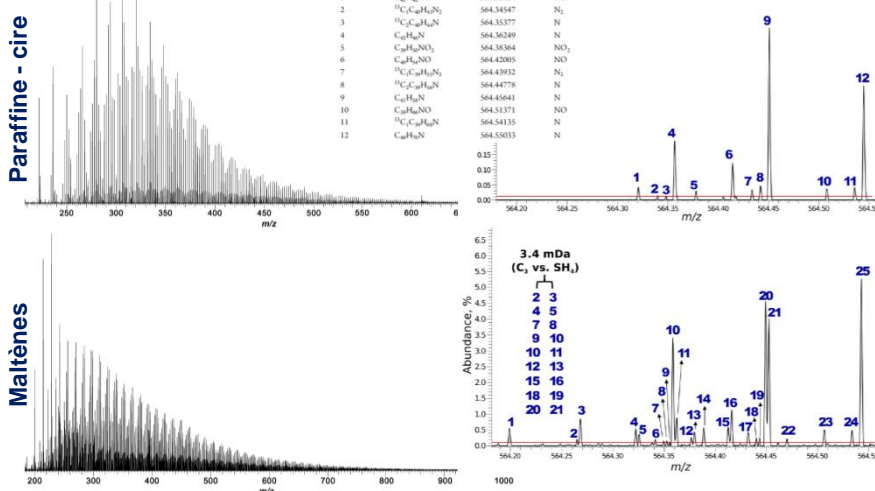 Paraffine - cire
2 ¹³C₁C₄₀H₄₃N₂ 564.34547 N₂
3 ¹³C₂C₄₀H₄₄N 564.35377 N
4 C₄₂H₄₆N 564.36249 N
5 C₃₉H₅₀NO₂ 564.38364 NO₂
6 C₄₀H₅₄NO 564.42005 NO
7 ¹³C₁C₃₉H₅₅N₂ 564.43932 N₂
8 ¹³C₂C₃₉H₅₆N 564.44778 N
9 C₄₁H₅₈N 564.45641 N
10 C₃₉H₆₆NO 564.51371 NO
11 ¹³C₁C₃₉H₆₉N 564.54135 N
12 C₄₀H₇₀N 564.55033 N
9
12
4
6
1 2 3 5 7 8 10 11
0.15
0.10
0.05
0.00
250 300 350 400 450 500 550 600
m/z
564.20 564.25 564.30 564.35 564.40 564.45 564.50
m/z
Maltènes
3.4 mDa
(C₃ vs. SH₄)
2 3
4 5
7 8
9 10
10 11
12 13
15 16
18 19
20 21
Abundance, %
6.5
6.0
5.5
5.0
4.5
4.0
3.5
3.0
2.5
2.0
1.5
1.0
0.5
0.0
1 2 3 4 5 6 7 8 9 10 11 12 13 14 15 16 17 18 19 20 21 22 23 24 25
200 300 400 500 600 700 800 900 1000
m/z
564.20 564.25 564.30 564.35 564.40 564.45 564.50
m/z